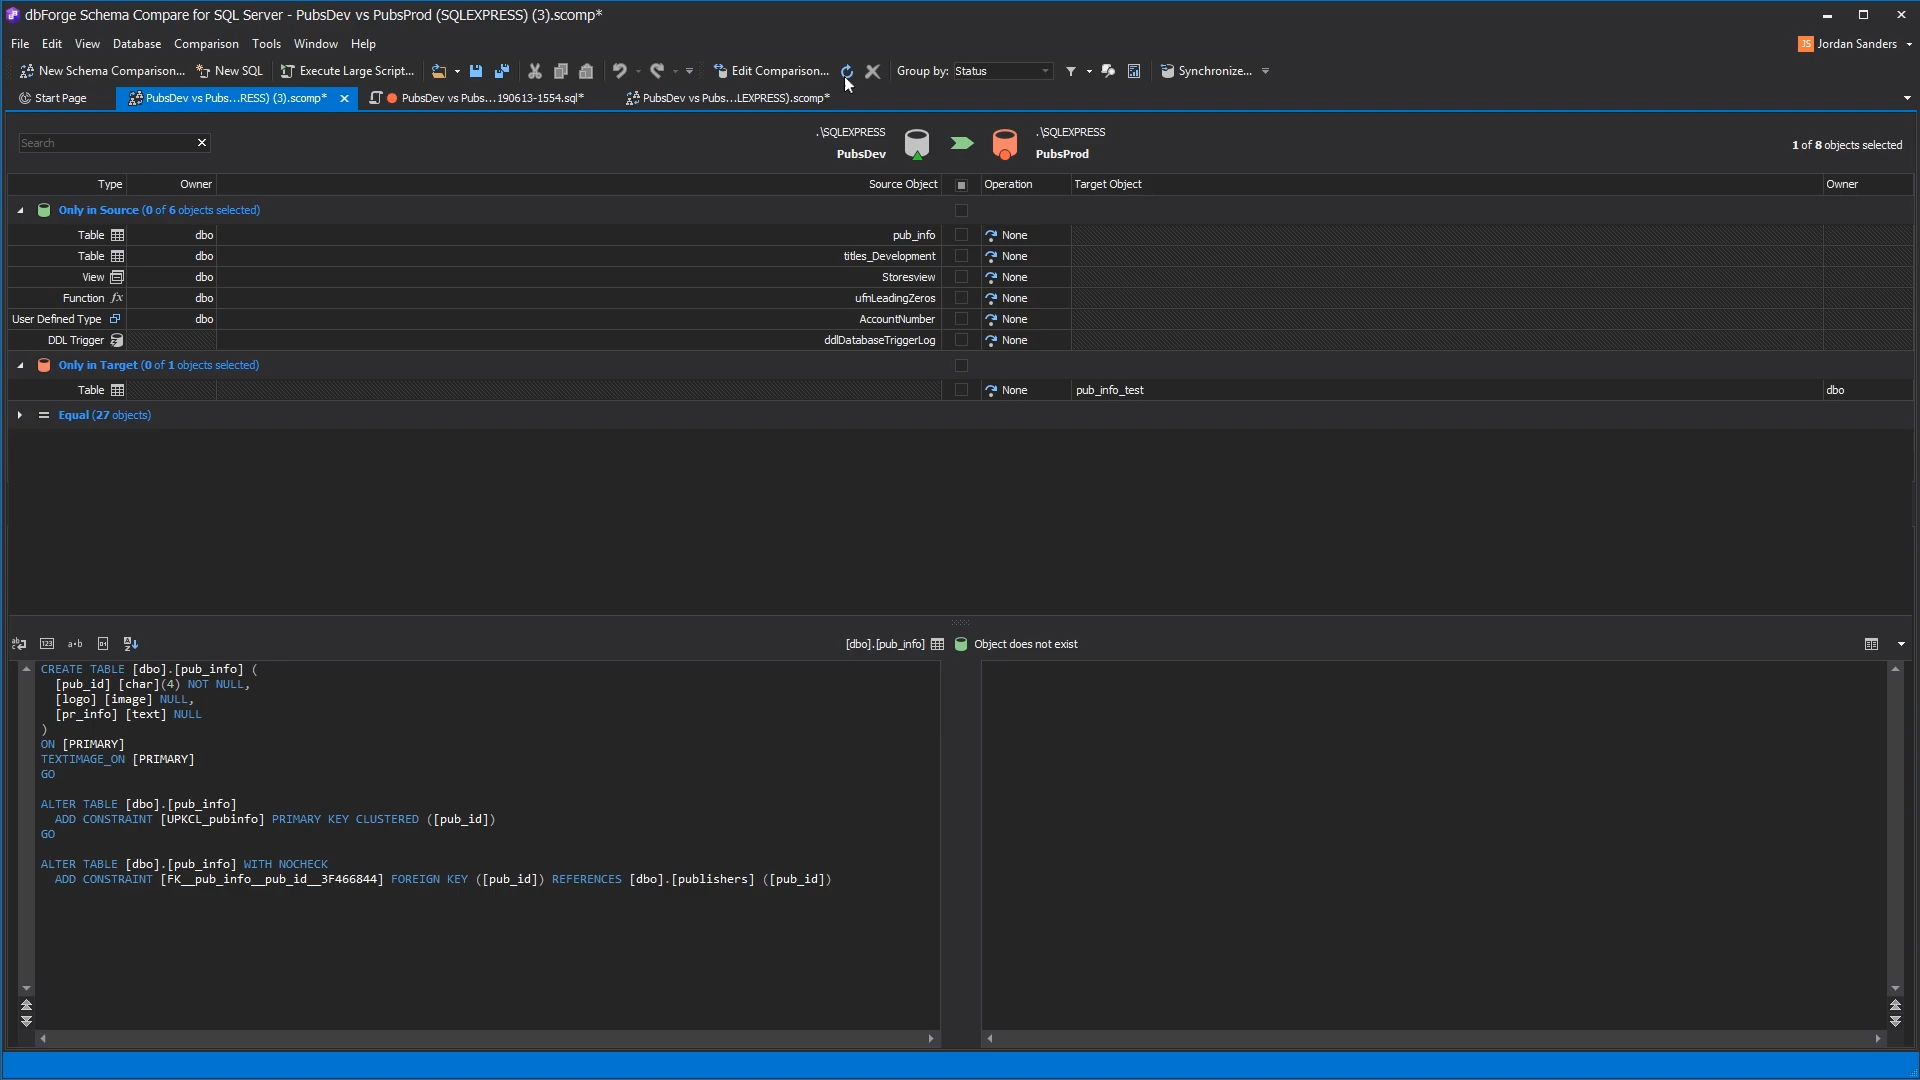 dbForge Schema Compare for SQL Server - PubsDev vs PubsProd (SQLEXPRESS) (3).scomp*
File Edit View Database Comparison Tools Window Help
JS Jordan Sanders
New Schema Comparison... New SQL Execute Large Script... Edit Comparison... Group by: Status Synchronize...
Start Page PubsDev vs Pubs...RESS) (3).scomp* PubsDev vs Pubs...190613-1554.sql* PubsDev vs Pubs...LEXPRESS).scomp*
Search
.\SQLEXPRESS .\SQLEXPRESS
PubsDev PubsProd
1 of 8 objects selected
Type Owner Source Object Operation Target Object Owner
Only in Source (0 of 6 objects selected)
Table dbo pub_info None
Table dbo titles_Development None
View dbo Storesview None
Function fx dbo ufnLeadingZeros None
User Defined Type dbo AccountNumber None
DDL Trigger ddlDatabaseTriggerLog None
Only in Target (0 of 1 objects selected)
Table None pub_info_test dbo
= Equal (27 objects)
[dbo].[pub_info] Object does not exist
CREATE TABLE [dbo].[pub_info] (
[pub_id] [char](4) NOT NULL,
[logo] [image] NULL,
[pr_info] [text] NULL
)
ON [PRIMARY]
TEXTIMAGE_ON [PRIMARY]
GO
ALTER TABLE [dbo].[pub_info]
ADD CONSTRAINT [UPKCL_pubinfo] PRIMARY KEY CLUSTERED ([pub_id])
GO
ALTER TABLE [dbo].[pub_info] WITH NOCHECK
ADD CONSTRAINT [FK__pub_info__pub_id__3F466844] FOREIGN KEY ([pub_id]) REFERENCES [dbo].[publishers] ([pub_id])